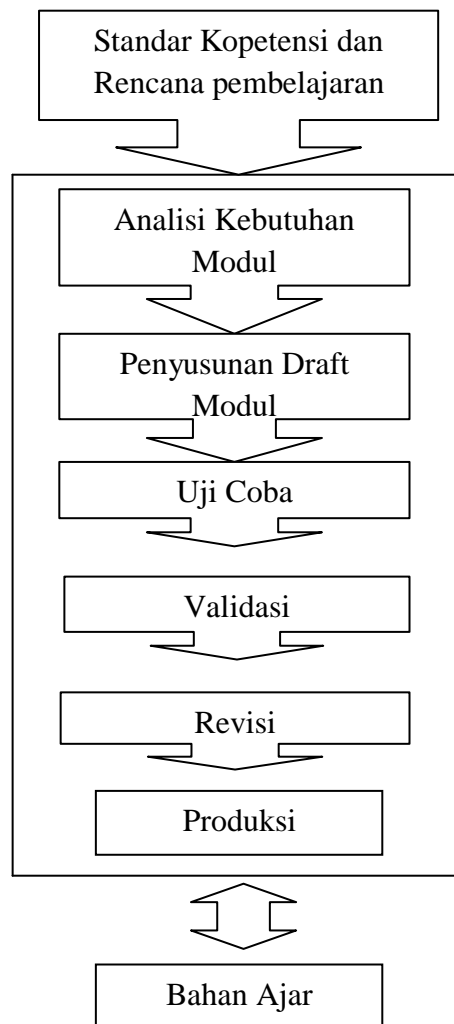 Standar Kopetensi dan
Rencana pembelajaran
Analisi Kebutuhan
Modul
Penyusunan Draft
Modul
Uji Coba
Validasi
Revisi
Produksi
Bahan Ajar